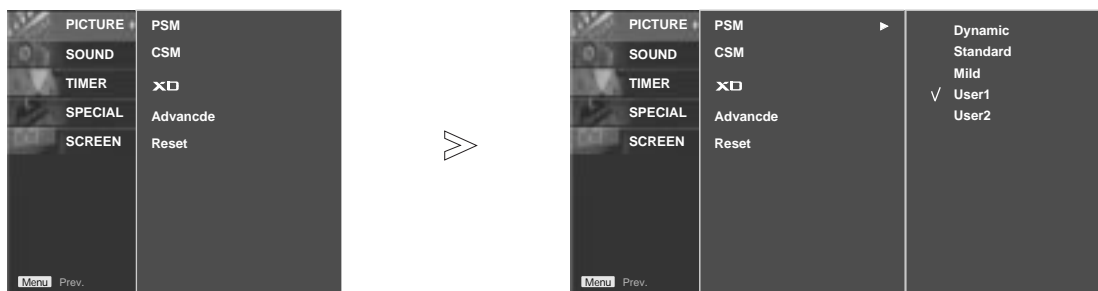 PICTURE
SOUND
TIMER
SPECIAL
SCREEN
PSM
CSM
XD
Advancde
Reset
Menu Prev.
PICTURE
SOUND
TIMER
SPECIAL
SCREEN
PSM
CSM
XD
Advancde
Reset
Dynamic
Standard
Mild
User1
User2
Menu Prev.